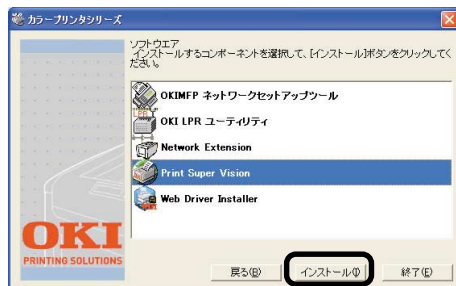 カラープリンタシリーズ
ソフトウエア
インストールするコンポーネントを選択して、[インストール]ボタンをクリックしてく
ださい。
OKIMFP ネットワークセットアップツール
OKI LPR ユーティリティ
Network Extension
Print Super Vision
Web Driver Installer
OKI
PRINTING SOLUTIONS
戻る(B)
インストール(I)
終了(E)